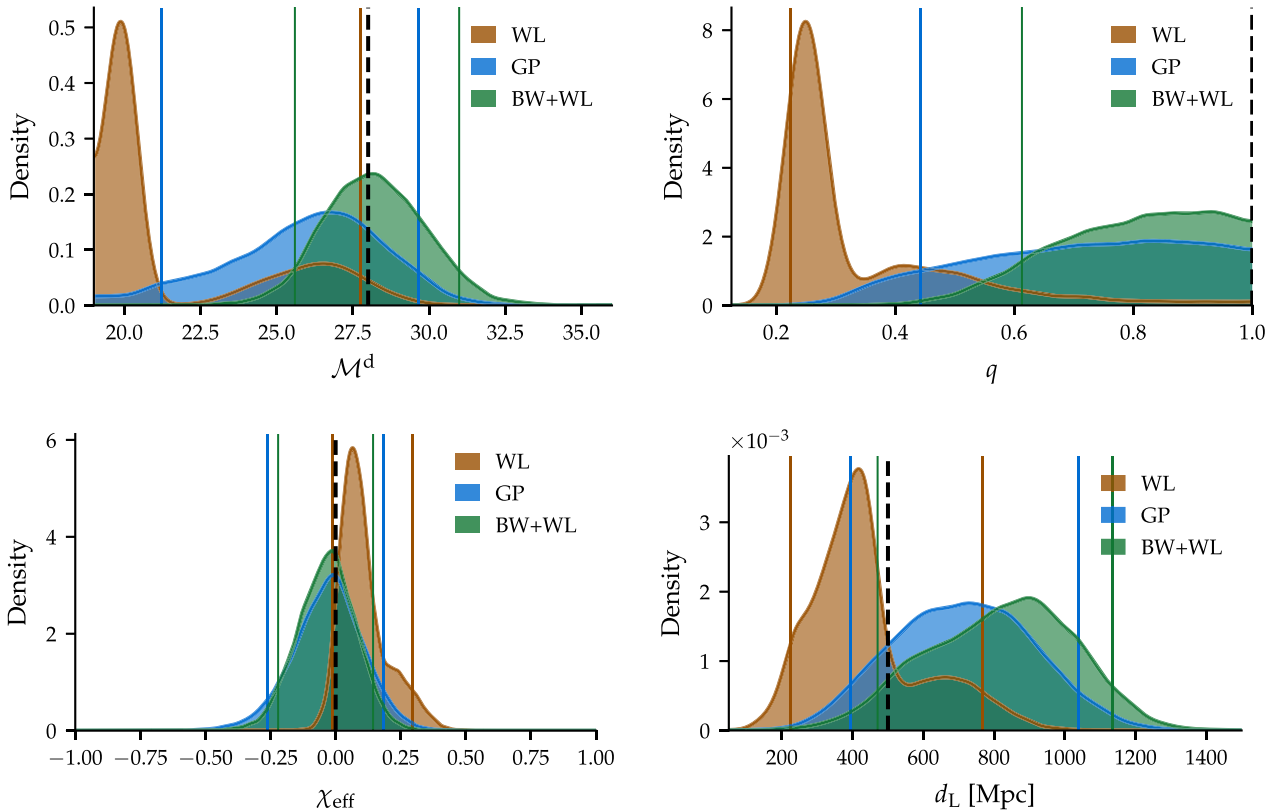 0.5
0.4
0.3
0.2
0.1
0.0
Density
20.0 22.5 25.0 27.5 30.0 32.5 35.0
ℳᵈ
WL
GP
BW+WL
8
6
4
2
0
Density
0.2 0.4 0.6 0.8 1.0
q
WL
GP
BW+WL
6
4
2
0
Density
−1.00 −0.75 −0.50 −0.25 0.00 0.25 0.50 0.75 1.00
χ_eff
WL
GP
BW+WL
×10⁻³
3
2
1
0
Density
200 400 600 800 1000 1200 1400
d_L [Mpc]
WL
GP
BW+WL